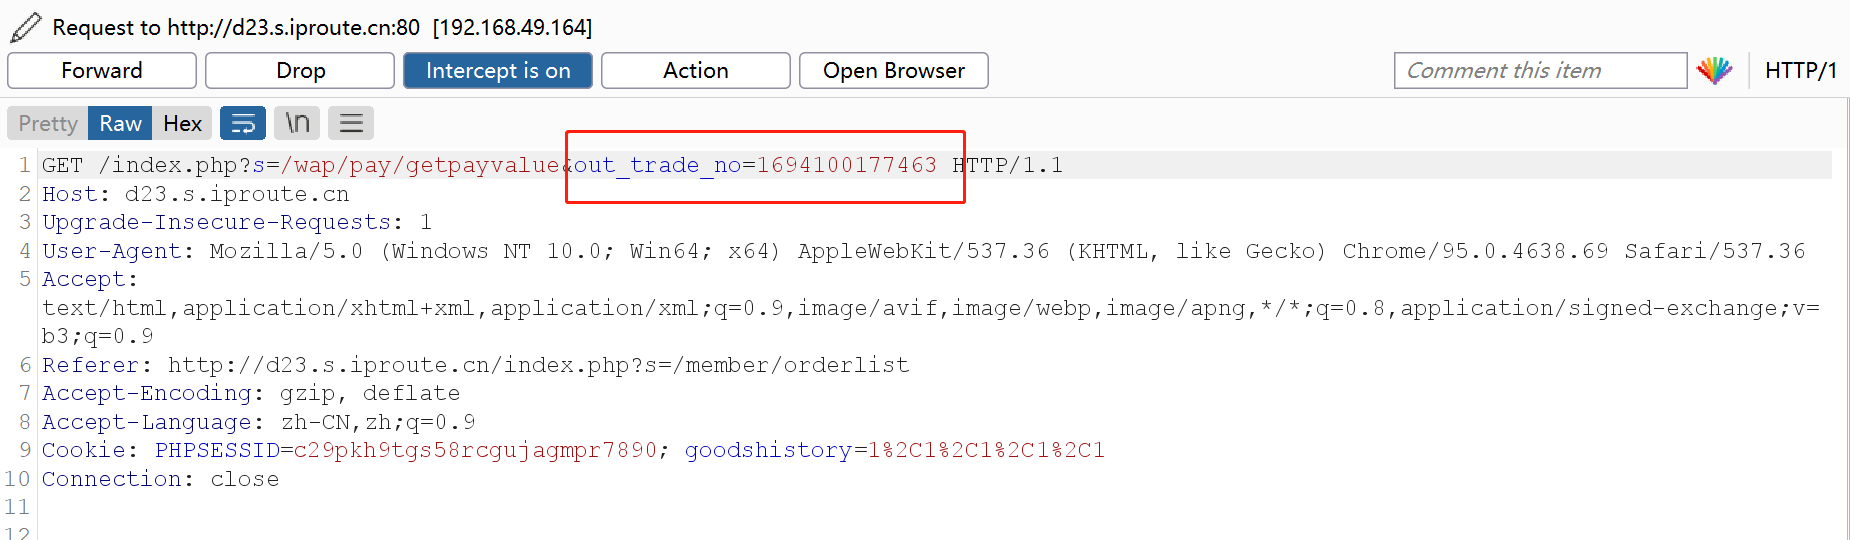 Request to http://d23.s.iproute.cn:80 [192.168.49.164]
Forward Drop Intercept is on Action Open Browser Comment this item HTTP/1
Pretty Raw Hex \n
1 GET /index.php?s=/wap/pay/getpayvalue&out_trade_no=1694100177463 HTTP/1.1
2 Host: d23.s.iproute.cn
3 Upgrade-Insecure-Requests: 1
4 User-Agent: Mozilla/5.0 (Windows NT 10.0; Win64; x64) AppleWebKit/537.36 (KHTML, like Gecko) Chrome/95.0.4638.69 Safari/537.36
5 Accept:
text/html,application/xhtml+xml,application/xml;q=0.9,image/avif,image/webp,image/apng,*/*;q=0.8,application/signed-exchange;v=
b3;q=0.9
6 Referer: http://d23.s.iproute.cn/index.php?s=/member/orderlist
7 Accept-Encoding: gzip, deflate
8 Accept-Language: zh-CN,zh;q=0.9
9 Cookie: PHPSESSID=c29pkh9tgs58rcgujagmpr7890; goodshistory=1%2C1%2C1%2C1%2C1
10 Connection: close
11
12